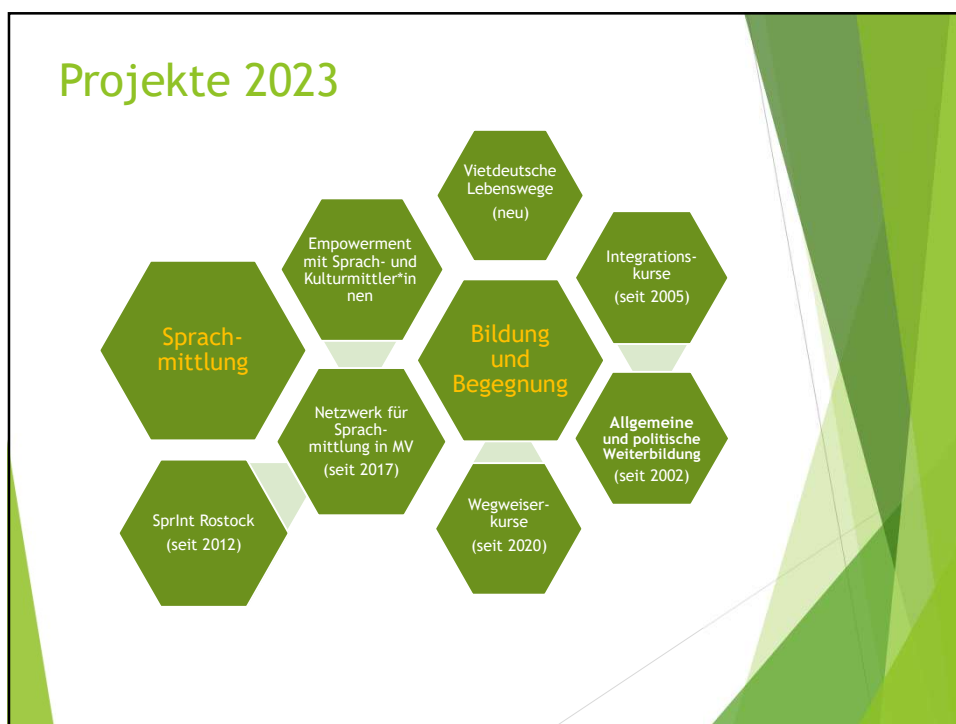 Projekte 2023
Sprach-
mittlung
Empowerment
mit Sprach- und
Kulturmittler*in
nen
Netzwerk für
Sprach-
mittlung in MV
(seit 2017)
SprInt Rostock
(seit 2012)
Vietdeutsche
Lebenswege
(neu)
Bildung
und
Begegnung
Integrations-
kurse
(seit 2005)
Allgemeine
und politische
Weiterbildung
(seit 2002)
Wegweiser-
kurse
(seit 2020)